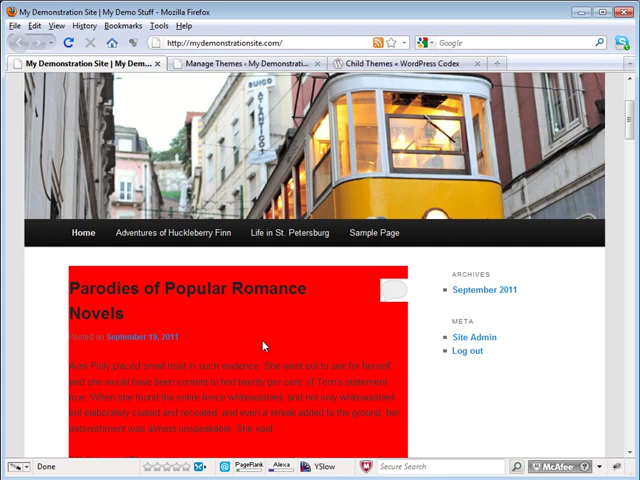 My Demonstration Site | My Demo Stuff - Mozilla Firefox
File Edit View History Bookmarks Tools Help
http://mydemonstrationsite.com/
Google
My Demonstration Site | My Dem...
Manage Themes ‹ My Demonstrati...
Child Themes « WordPress Codex
BUICO
ATLANTICO
Home Adventures of Huckleberry Finn Life in St. Petersburg Sample Page
Parodies of Popular Romance
Novels
Posted on September 19, 2011
Aunt Polly placed small trust in such evidence. She went out to see for herself;
and she would have been content to find twenty per cent. of Tom's statement
true. When she found the entire fence whitewashed, and not only whitewashed
but elaborately coated and recoated, and even a streak added to the ground, her
astonishment was almost unspeakable. She said:
ARCHIVES
September 2011
META
Site Admin
Log out
Done
PageRank
Alexa
YSlow
Secure Search
McAfee